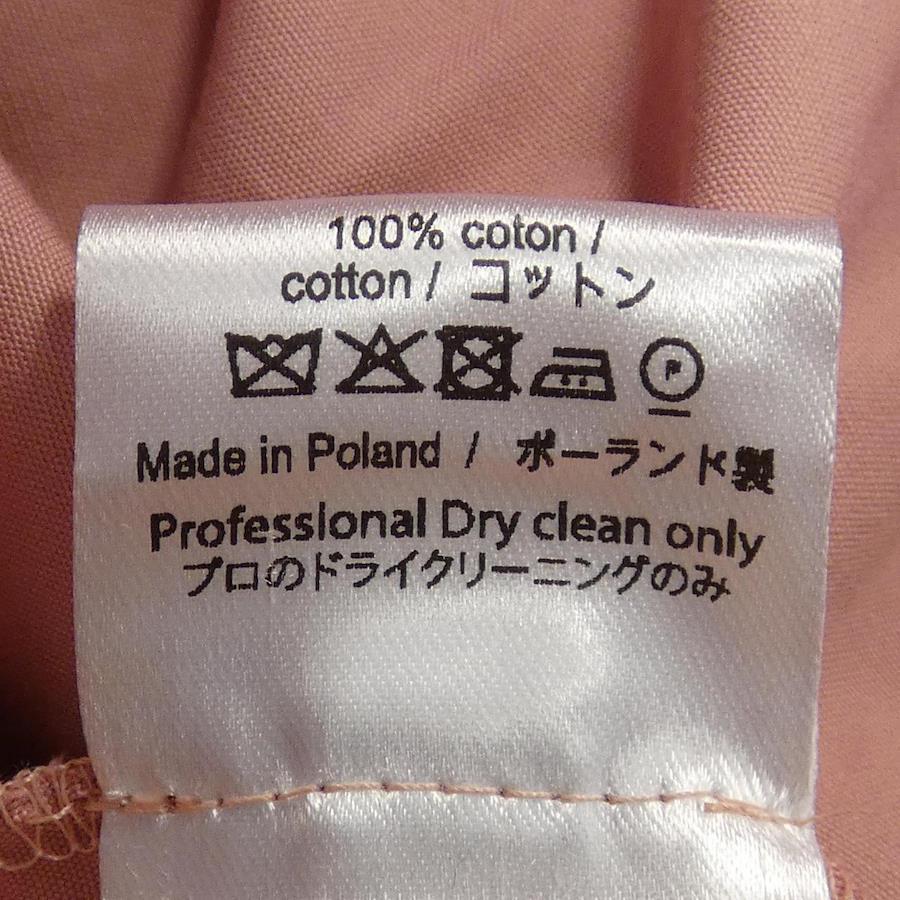 100% coton /
cotton / コットン
P
Made in Poland / ポーランド製
Professional Dry clean only
プロのドライクリーニングのみ